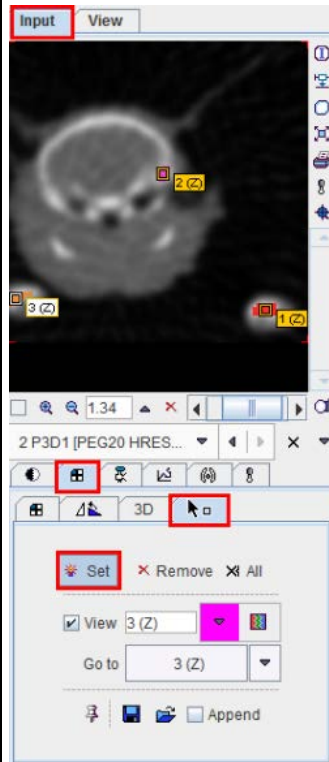 Input View
2 (Z)
3 (Z)
1 (Z)
1.34
2 P3D1 [PEG20 HRES...
3D
Set Remove All
View 3 (Z)
Go to 3 (Z)
Append